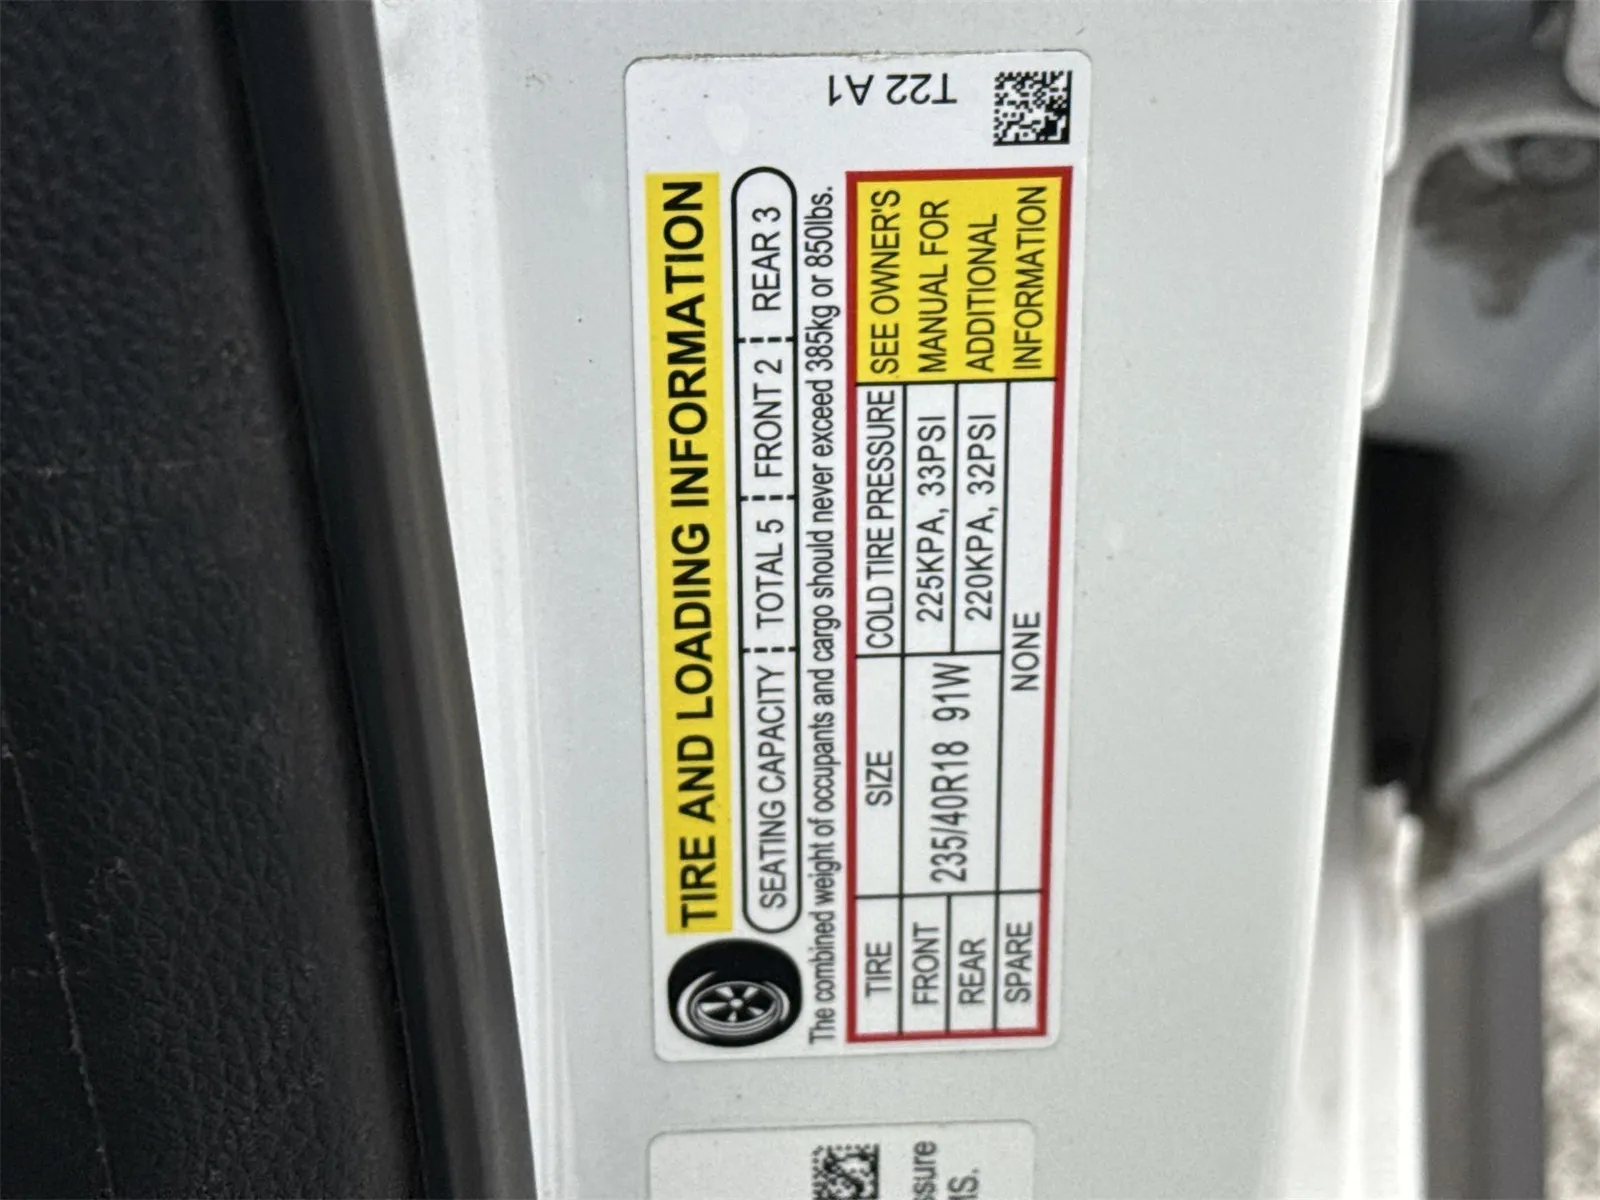 TIRE AND LOADING INFORMATION
SEATING CAPACITY TOTAL 5 FRONT 2 REAR 3
The combined weight of occupants and cargo should never exceed 385kg or 850lbs.
TIRE SIZE COLD TIRE PRESSURE
FRONT 235/40R18 91W 225KPA, 33PSI
REAR 220KPA, 32PSI
SPARE NONE
SEE OWNER'S
MANUAL FOR
ADDITIONAL
INFORMATION
T22 A1